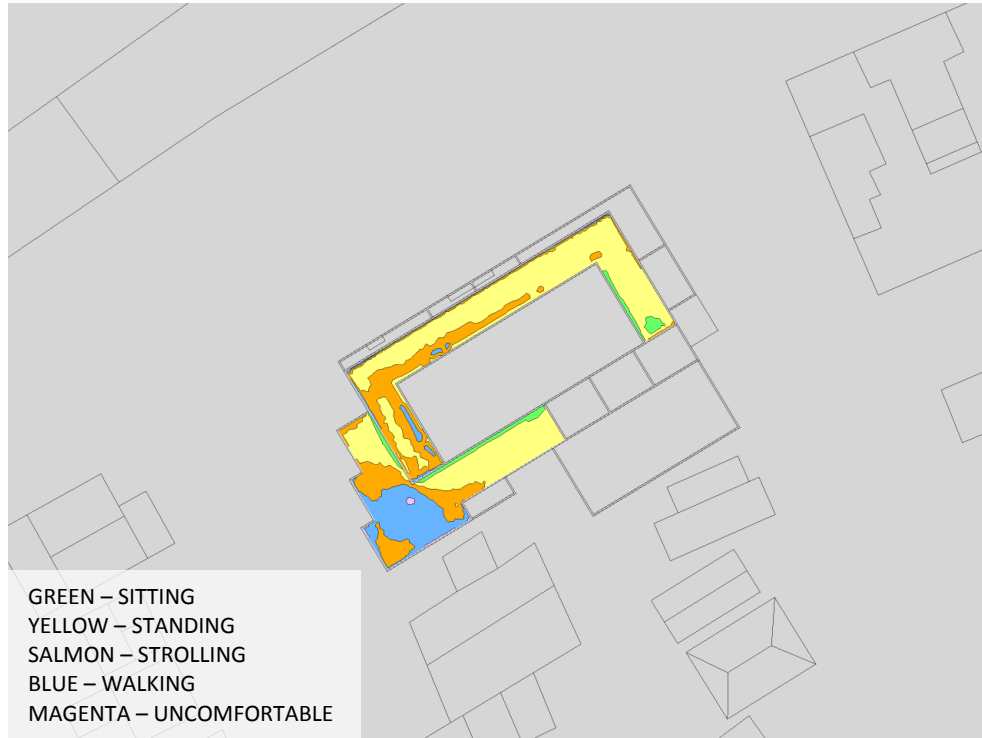 GREEN – SITTING
YELLOW – STANDING
SALMON – STROLLING
BLUE – WALKING
MAGENTA – UNCOMFORTABLE